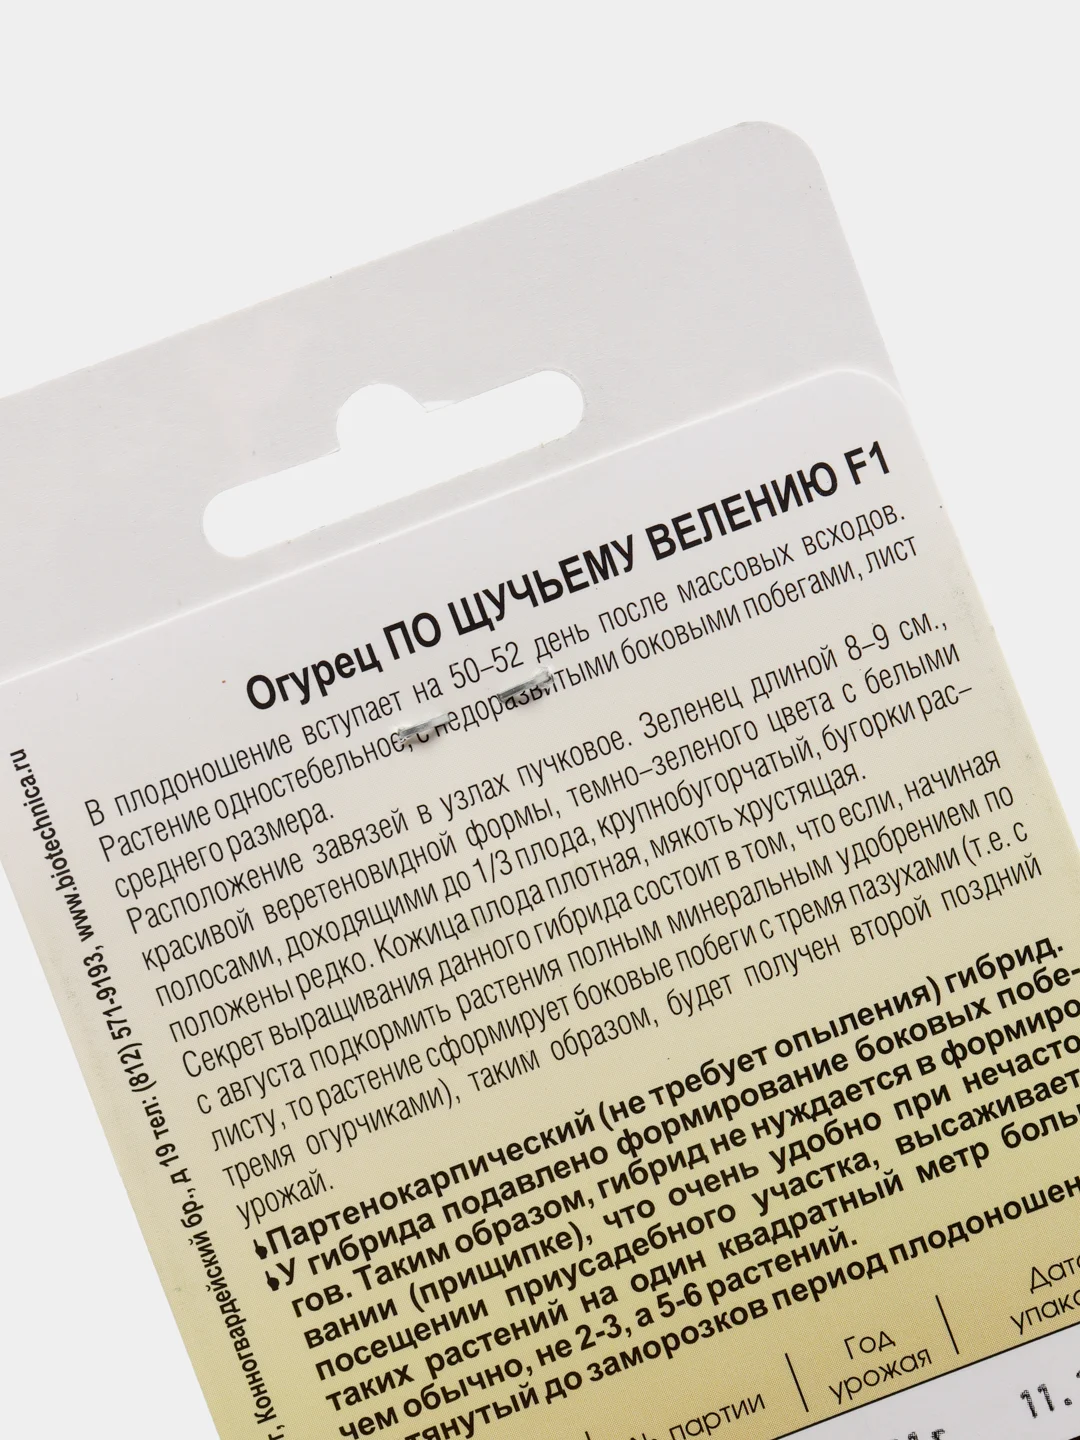 Огурец ПО ЩУЧЬЕМУ ВЕЛЕНИЮ F1
В плодоношение вступает на 50–52 день после массовых всходов.
Растение одностебельное, с недоразвитыми боковыми побегами, лист
среднего размера.
Расположение завязей в узлах пучковое. Зеленец длиной 8–9 см.,
красивой веретеновидной формы, темно–зеленого цвета с белыми
полосами, доходящими до 1/3 плода, крупнобугорчатый, бугорки рас–
положены редко. Кожица плода плотная, мякоть хрустящая.
Секрет выращивания данного гибрида состоит в том, что если, начиная
с августа подкормить растения полным минеральным удобрением по
листу, то растение сформирует боковые побеги с тремя пазухами (т.е. с
тремя огурчиками), таким образом, будет получен второй поздний
урожай.
Партенокарпический (не требует опыления) гибрид.
У гибрида подавлено формирование боковых побе-
гов. Таким образом, гибрид не нуждается в формиро
вании (прищипке), что очень удобно при нечасто
посещении приусадебного участка, высаживает
таких растений на один квадратный метр боль
чем обычно, не 2-3, а 5-6 растений.
тянутый до заморозков период плодоношен
партии
Год
урожая
Дата
упако
11.
г, Конногвардейский бр., д 19 тел: (812) 571-9193, www.biotechnica.ru